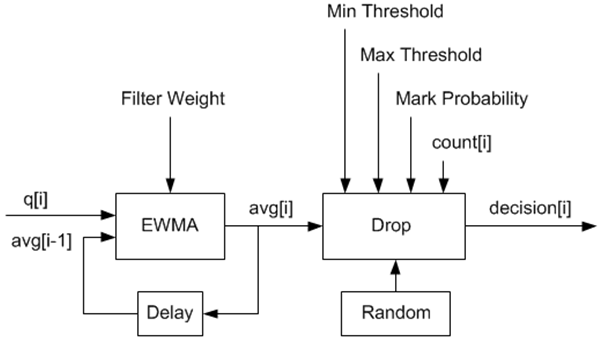 Min Threshold
Max Threshold
Filter Weight
Mark Probability
count[i]
q[i]
avg[i-1]
EWMA
avg[i]
Drop
decision[i]
Delay
Random